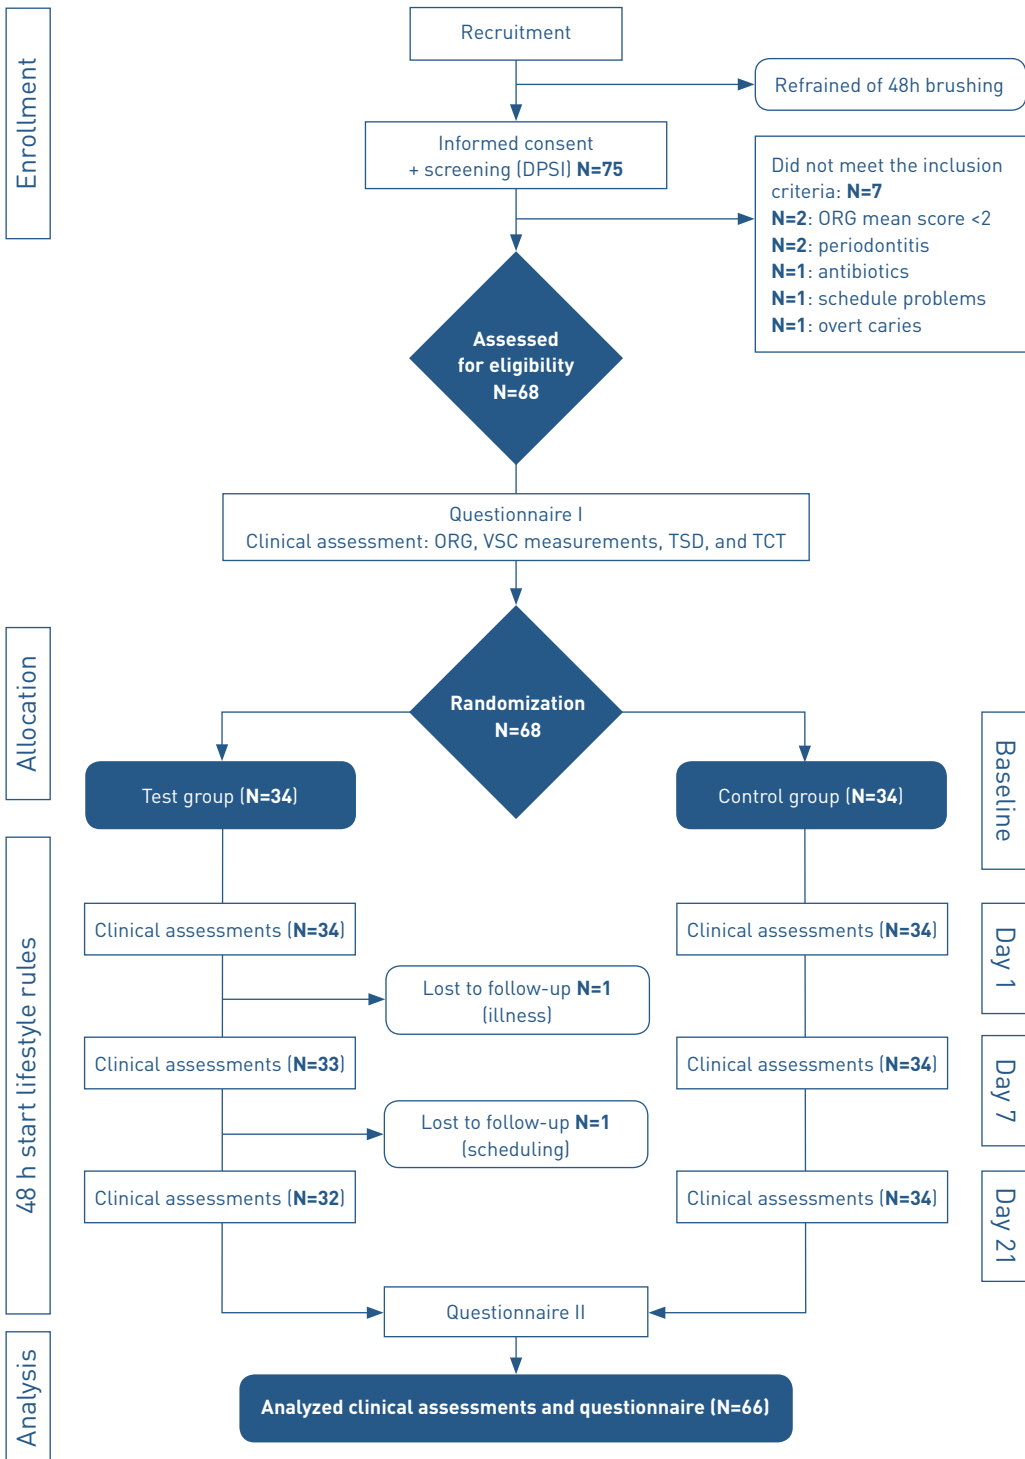 Enrollment
Recruitment
Refrained of 48h brushing
Informed consent
+ screening (DPSI) N=75
Did not meet the inclusion
criteria: N=7
N=2: ORG mean score <2
N=2: periodontitis
N=1: antibiotics
N=1: schedule problems
N=1: overt caries
Assessed
for eligibility
N=68
Questionnaire I
Clinical assessment: ORG, VSC measurements, TSD, and TCT
Allocation
Randomization
N=68
Baseline
Test group (N=34)
Control group (N=34)
48 h start lifestyle rules
Clinical assessments (N=34)
Clinical assessments (N=34)
Day 1
Lost to follow-up N=1
(illness)
Clinical assessments (N=33)
Clinical assessments (N=34)
Day 7
Lost to follow-up N=1
(scheduling)
Clinical assessments (N=32)
Clinical assessments (N=34)
Day 21
Questionnaire II
Analysis
Analyzed clinical assessments and questionnaire (N=66)